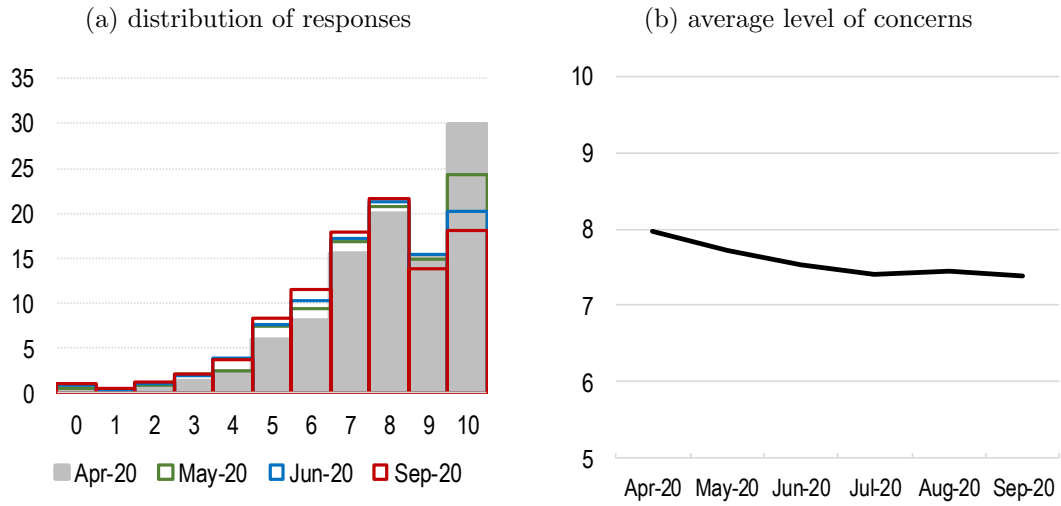 (a) distribution of responses
35
30
25
20
15
10
5
0
0 1 2 3 4 5 6 7 8 9 10
Apr-20 May-20 Jun-20 Sep-20
(b) average level of concerns
10
9
8
7
6
5
Apr-20 May-20 Jun-20 Jul-20 Aug-20 Sep-20